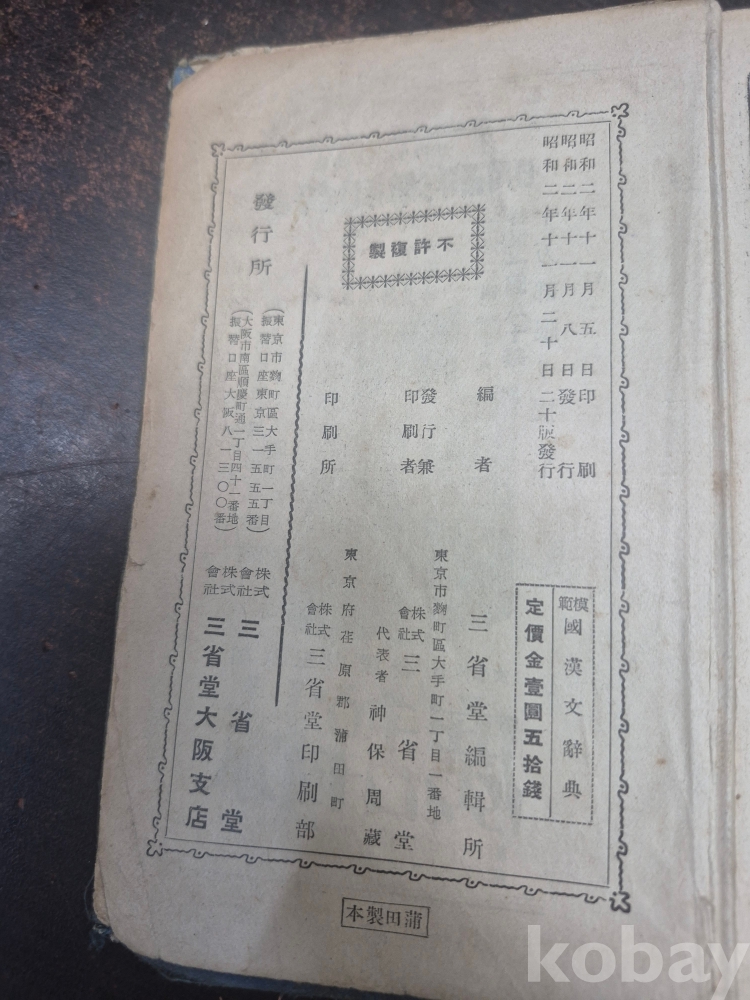 昭和二年十一月五日印刷
昭和二年十一月八日發行
昭和二年十一月二十日二十版發行
模範國漢文辭典
定價金壹圓五拾錢
不許複製
編者
三省堂編輯所
東京市麴町區大手町一丁目一番地
發行兼印刷者
株式會社三省堂
代表者神保周藏
東京府荏原郡蒲田町
印刷所
株式會社三省堂印刷部
發行所
(東京市麴町區大手町一丁目
振替口座東京三一五五五番)
株式會社三省堂
(大阪市南區順慶町通一丁目四十一番地
振替口座大阪八一三〇〇番)
株式會社三省堂大阪支店
蒲田製本
kobay